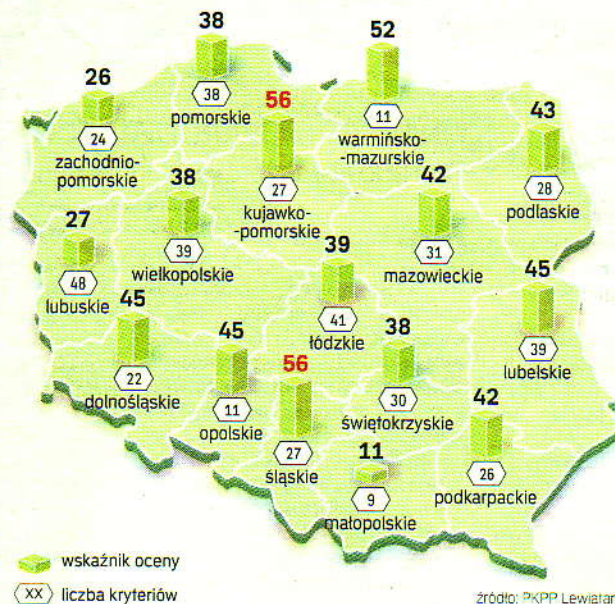 38
38
pomorskie
52
11
warmińsko-
-mazurskie
26
24
zachodnio-
pomorskie
56
27
kujawsko-
-pomorskie
43
28
podlaskie
38
39
wielkopolskie
42
31
mazowieckie
27
48
lubuskie
39
41
łódzkie
45
39
lubelskie
45
22
dolnośląskie
45
11
opolskie
56
27
śląskie
38
30
świętokrzyskie
42
26
podkarpackie
11
9
małopolskie
wskaźnik oceny
XX liczba kryteriów
źródło: PKPP Lewiatan